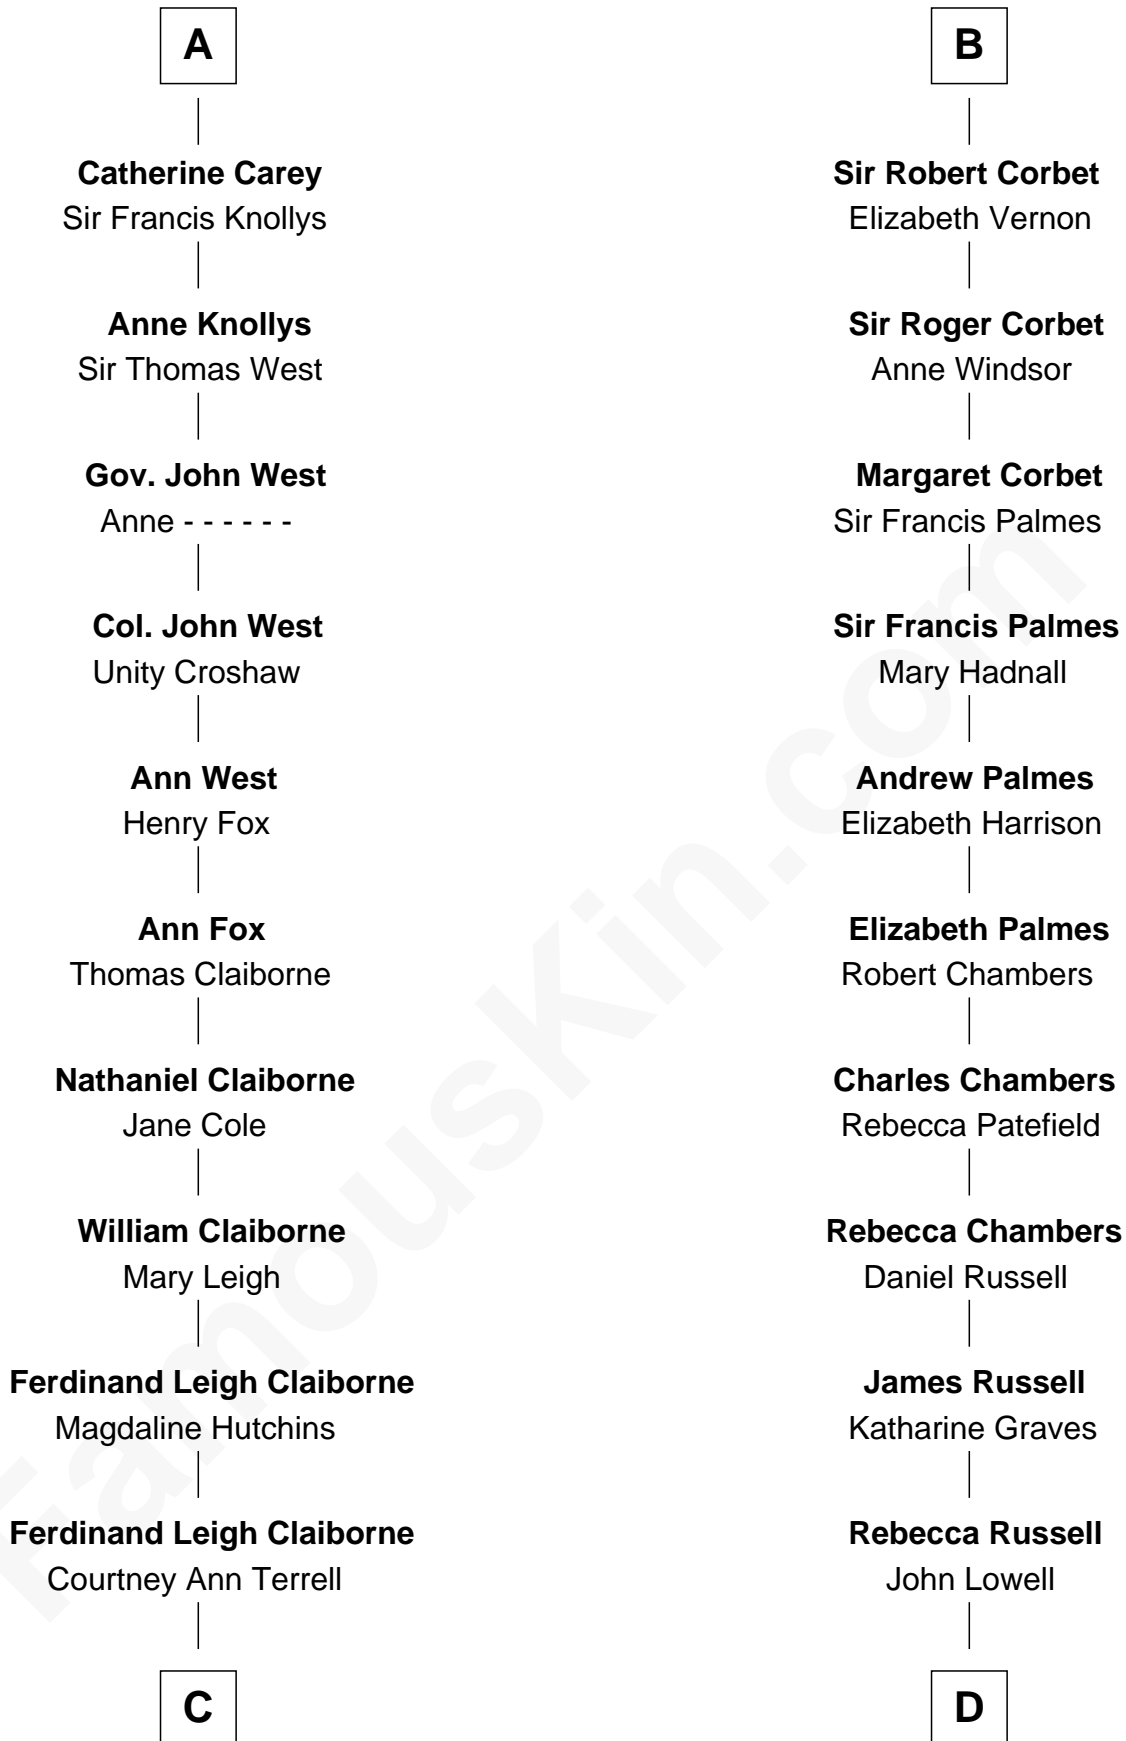 A
Catherine Carey
Sir Francis Knollys
Anne Knollys
Sir Thomas West
Gov. John West
Anne - - - - - -
Col. John West
Unity Croshaw
Ann West
Henry Fox
Ann Fox
Thomas Claiborne
Nathaniel Claiborne
Jane Cole
William Claiborne
Mary Leigh
Ferdinand Leigh Claiborne
Magdaline Hutchins
Ferdinand Leigh Claiborne
Courtney Ann Terrell
C
B
Sir Robert Corbet
Elizabeth Vernon
Sir Roger Corbet
Anne Windsor
Margaret Corbet
Sir Francis Palmes
Sir Francis Palmes
Mary Hadnall
Andrew Palmes
Elizabeth Harrison
Elizabeth Palmes
Robert Chambers
Charles Chambers
Rebecca Patefield
Rebecca Chambers
Daniel Russell
James Russell
Katharine Graves
Rebecca Russell
John Lowell
D
FamousKin.com